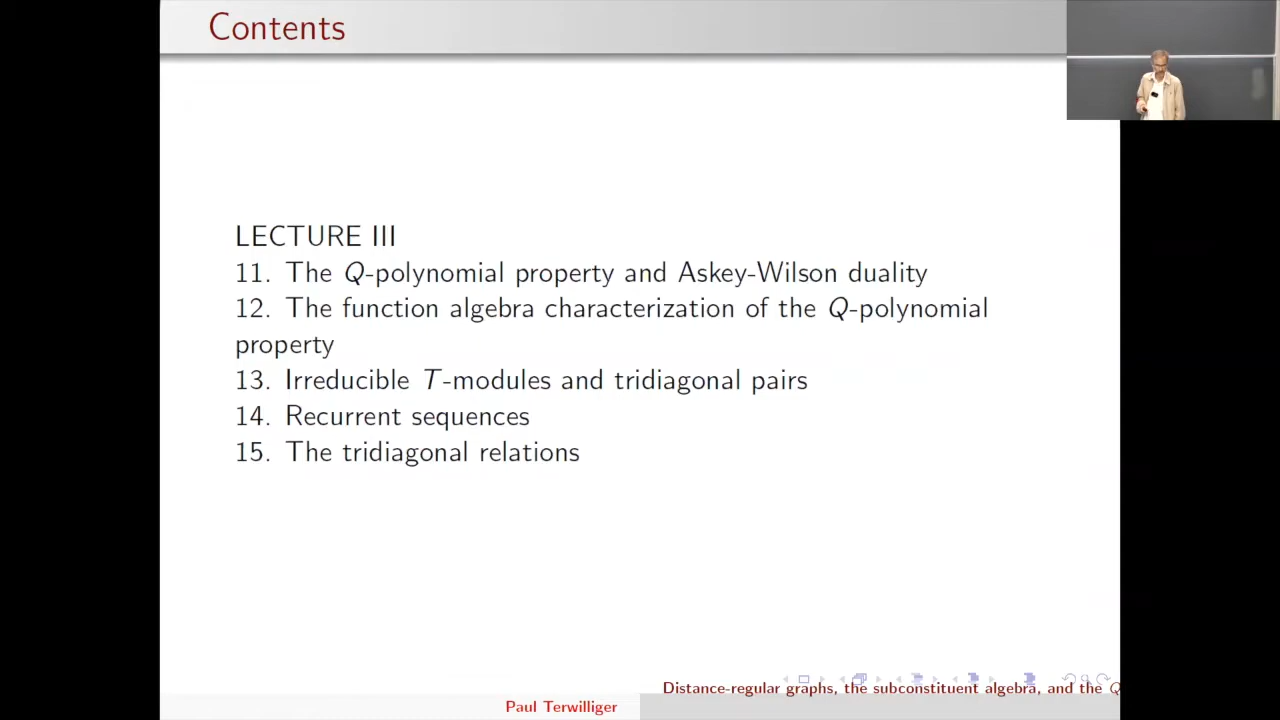 Contents
LECTURE III
11. The Q-polynomial property and Askey-Wilson duality
12. The function algebra characterization of the Q-polynomial
property
13. Irreducible T-modules and tridiagonal pairs
14. Recurrent sequences
15. The tridiagonal relations
Distance-regular graphs, the subconstituent algebra, and the Q
Paul Terwilliger